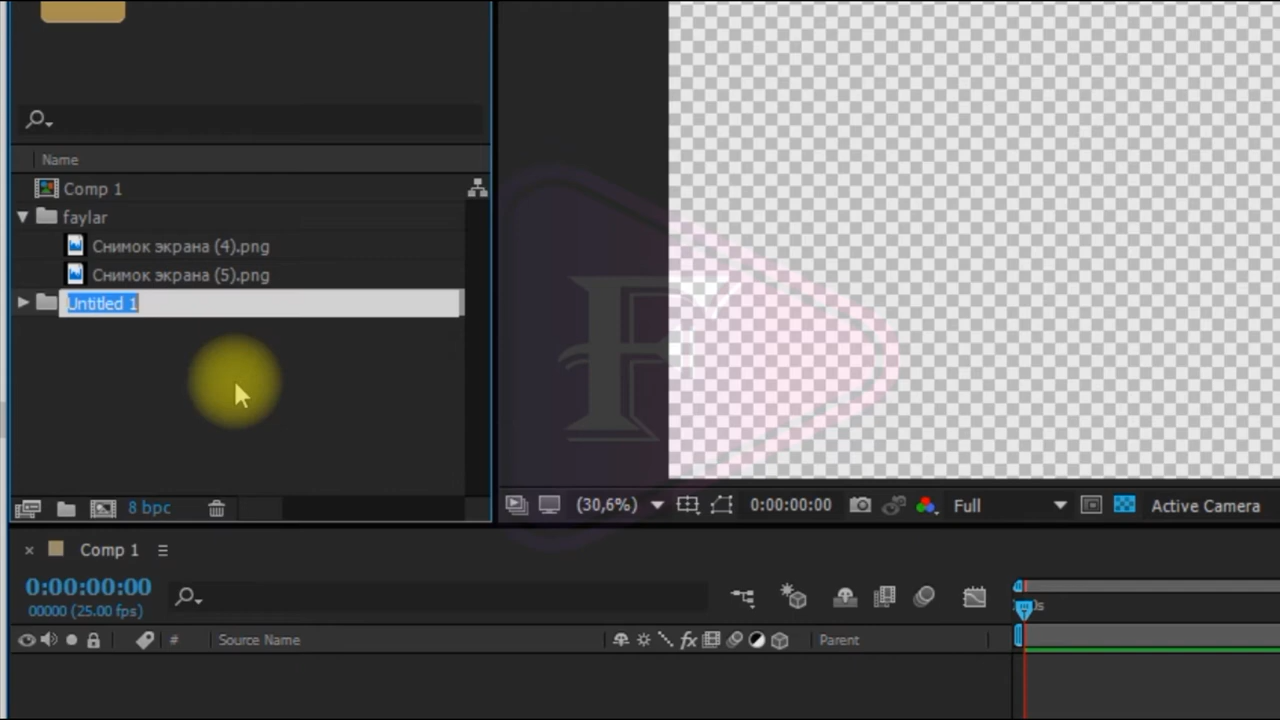 Name
Comp 1
faylar
Снимок экрана (4).png
Снимок экрана (5).png
Untitled 1
8 bpc
(30,6%)
0:00:00:00
Full
Active Camera
F
Comp 1
0:00:00:00
00000 (25.00 fps)
#
Source Name
fx
Parent